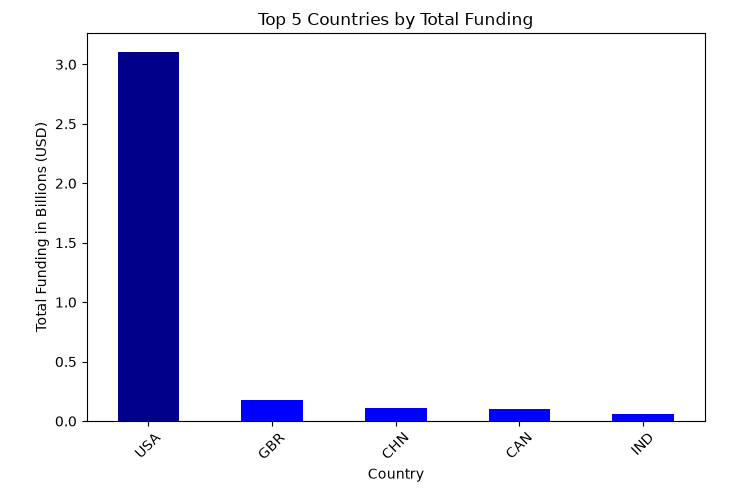 Top 5 Countries by Total Funding
Total Funding in Billions (USD)
3.0
2.5
2.0
1.5
1.0
0.5
0.0
USA
GBR
CHN
CAN
IND
Country